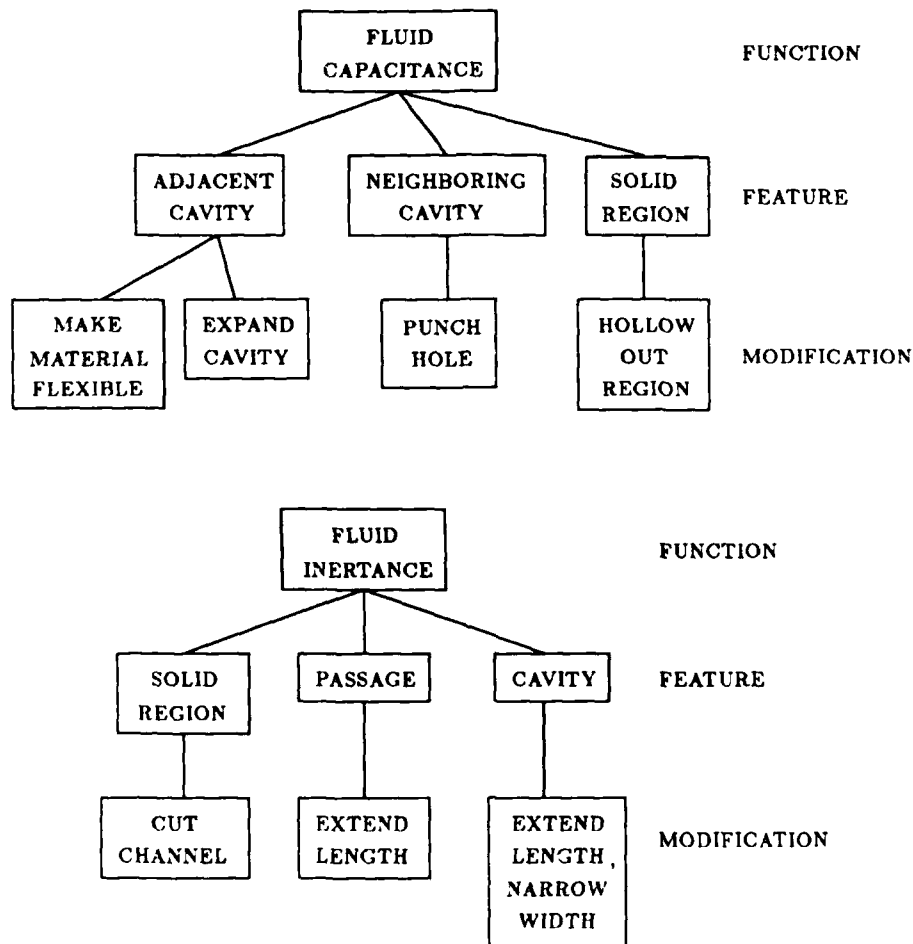 FLUID
CAPACITANCE
FUNCTION
ADJACENT
CAVITY
NEIGHBORING
CAVITY
SOLID
REGION
FEATURE
MAKE
MATERIAL
FLEXIBLE
EXPAND
CAVITY
PUNCH
HOLE
HOLLOW
OUT
REGION
MODIFICATION
FLUID
INERTANCE
FUNCTION
SOLID
REGION
PASSAGE
CAVITY
FEATURE
CUT
CHANNEL
EXTEND
LENGTH
EXTEND
LENGTH,
NARROW
WIDTH
MODIFICATION